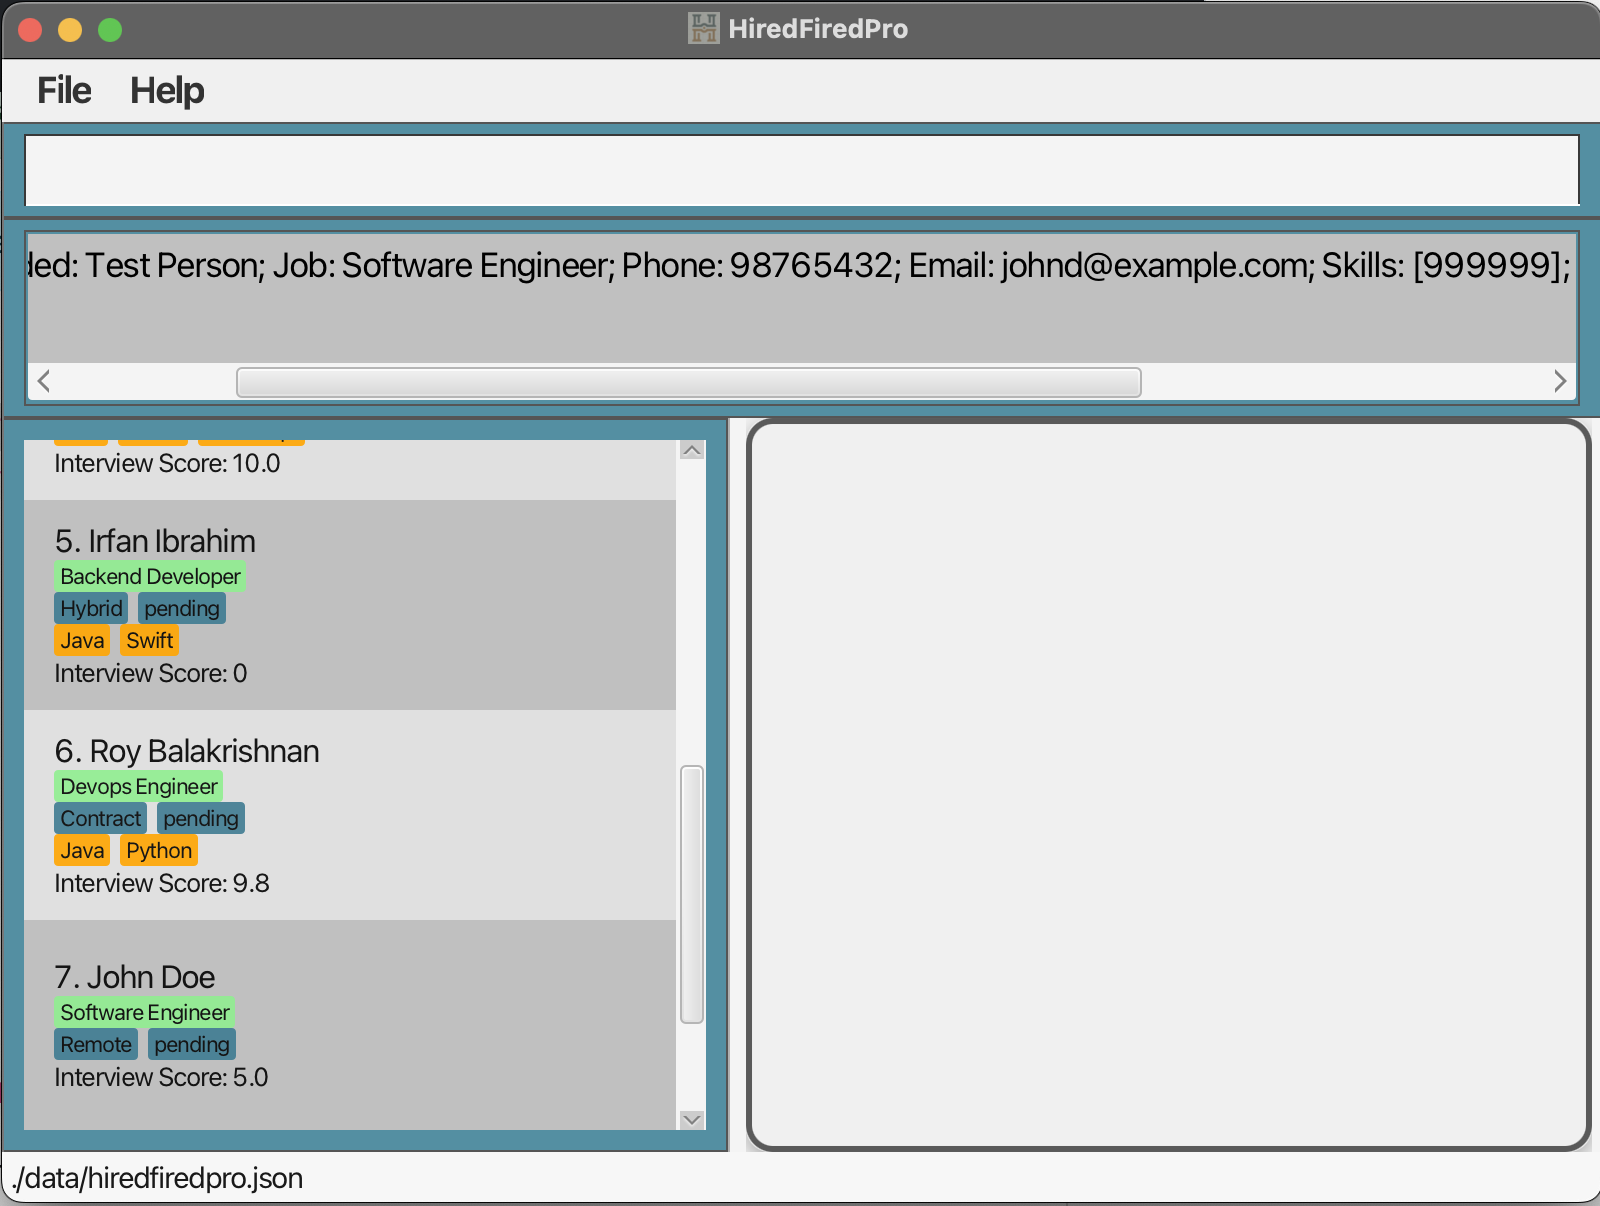 HiredFiredPro
File Help
ded: Test Person; Job: Software Engineer; Phone: 98765432; Email: johnd@example.com; Skills: [999999];
Interview Score: 10.0
5. Irfan Ibrahim
Backend Developer
Hybrid pending
Java Swift
Interview Score: 0
6. Roy Balakrishnan
Devops Engineer
Contract pending
Java Python
Interview Score: 9.8
7. John Doe
Software Engineer
Remote pending
Interview Score: 5.0
./data/hiredfiredpro.json